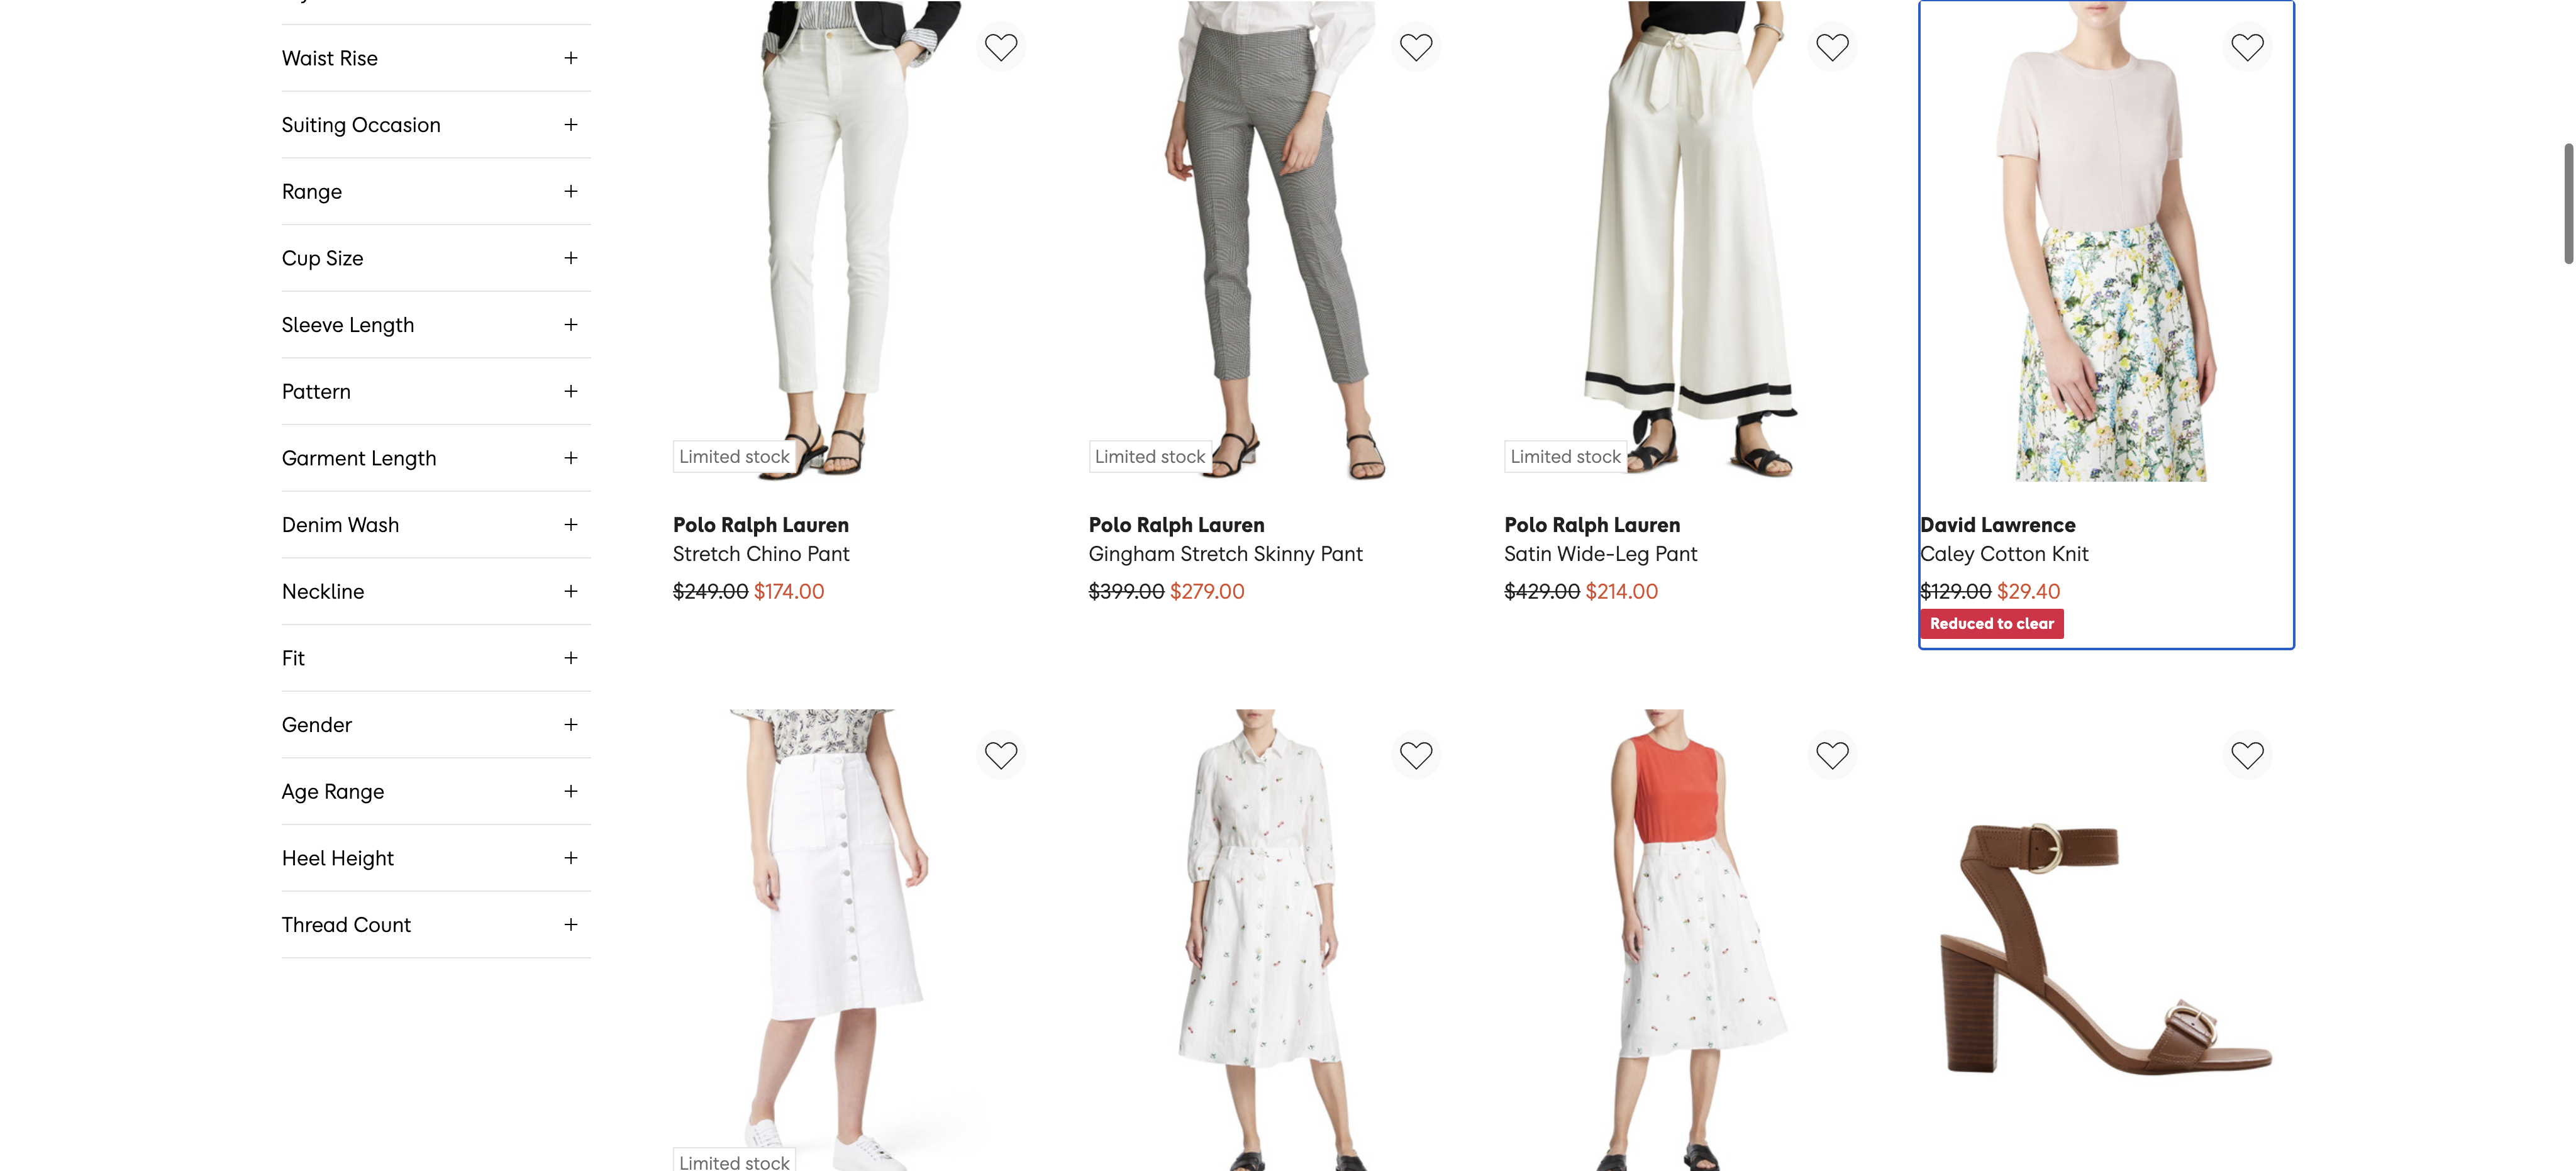 Waist Rise
Suiting Occasion
Range
Cup Size
Sleeve Length
Pattern
Garment Length
Denim Wash
Neckline
Fit
Gender
Age Range
Heel Height
Thread Count
Limited stock
Polo Ralph Lauren
Stretch Chino Pant
$249.00 $174.00
Limited stock
Polo Ralph Lauren
Gingham Stretch Skinny Pant
$399.00 $279.00
Limited stock
Polo Ralph Lauren
Satin Wide-Leg Pant
$429.00 $214.00
David Lawrence
Caley Cotton Knit
$129.00 $29.40
Reduced to clear
Limited stock